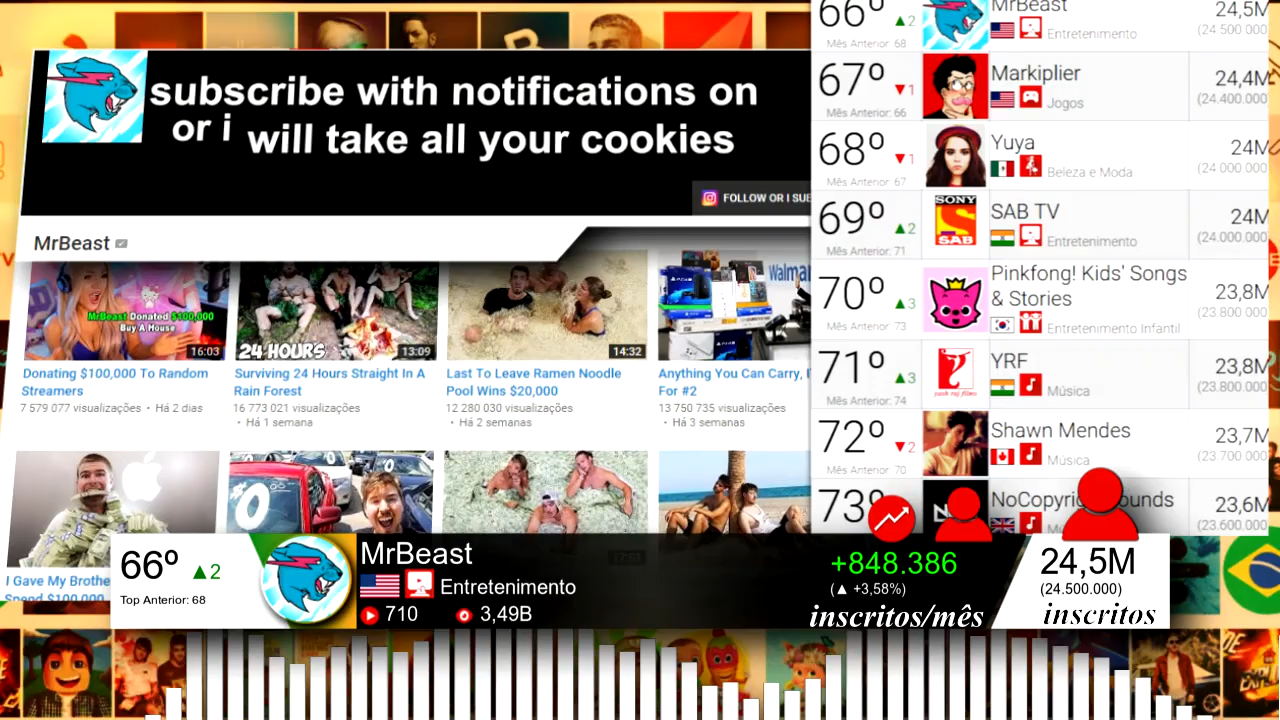 subscribe with notifications on
or i will take all your cookies
FOLLOW OR I SUB
MrBeast
MrBeast Donated $100,000
Buy A House
16:03
24 HOURS
13:09
14:32
Walmar
Donating $100,000 To Random
Streamers
7 579 077 visualizações • Há 2 dias
Surviving 24 Hours Straight In A
Rain Forest
16 773 021 visualizações
• Há 1 semana
Last To Leave Ramen Noodle
Pool Wins $20,000
12 280 030 visualizações
• Há 2 semanas
Anything You Can Carry, I
For #2
13 750 735 visualizações
• Há 3 semanas
I Gave My Brothe
Spend $100,000
66º ▲2
Mês Anterior: 68
MrBeast
Entretenimento
24,5M
(24 500 000)
67º ▼1
Mês Anterior: 66
Markiplier
Jogos
24,4M
(24.400.000)
68º ▼1
Mês Anterior: 67
Yuya
Beleza e Moda
24M
(24 000 000)
69º ▲2
Mês Anterior: 71
SONY
SAB
SAB TV
Entretenimento
24M
(24.000.000)
70º ▲3
Mês Anterior: 73
Pinkfong! Kids' Songs
& Stories
Entretenimento Infantil
23,8M
(23 800 000)
71º ▲3
Mês Anterior: 74
yash raj films
YRF
Música
23,8M
(23.800.000)
72º ▼2
Mês Anterior: 70
Shawn Mendes
Música
23,7M
(23.700.000)
73º
23,6M
(23.600.000)
66º ▲2
Top Anterior: 68
MrBeast
Entretenimento
710 3,49B
+848.386
(▲ +3,58%)
inscritos/mês
24,5M
(24.500.000)
inscritos